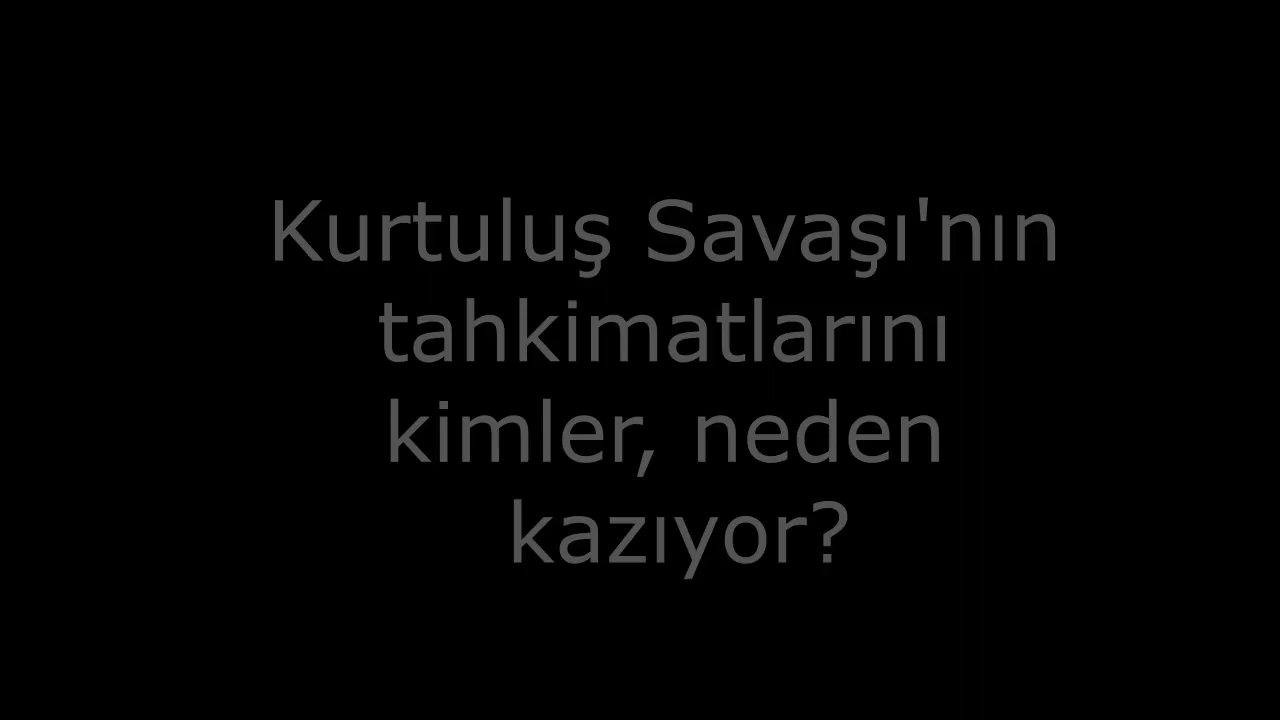 Kurtuluş Savaşı'nın
tahkimatlarını
kimler, neden
kazıyor?